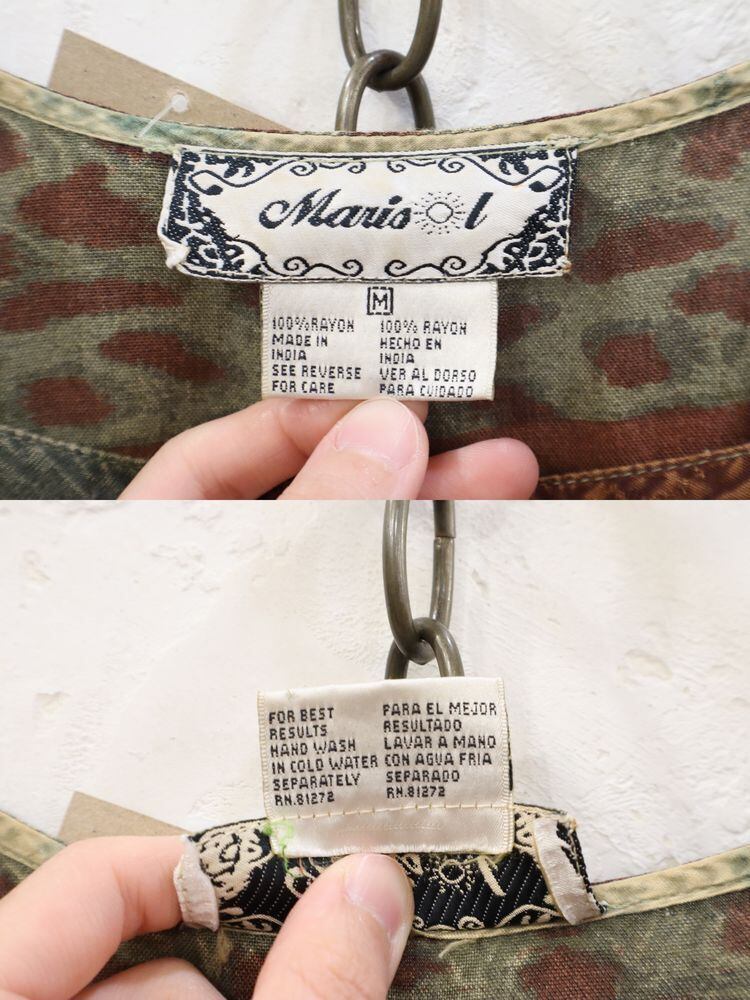 Marisol
M
100% RAYON
MADE IN
INDIA
SEE REVERSE
FOR CARE
100% RAYON
HECHO EN
INDIA
VER AL DORSO
PARA CUIDADO
FOR BEST
RESULTS
HAND WASH
IN COLD WATER
SEPARATELY
RN.81272
PARA EL MEJOR
RESULTADO
LAVAR A MANO
CON AGUA FRIA
SEPARADO
RN.81272